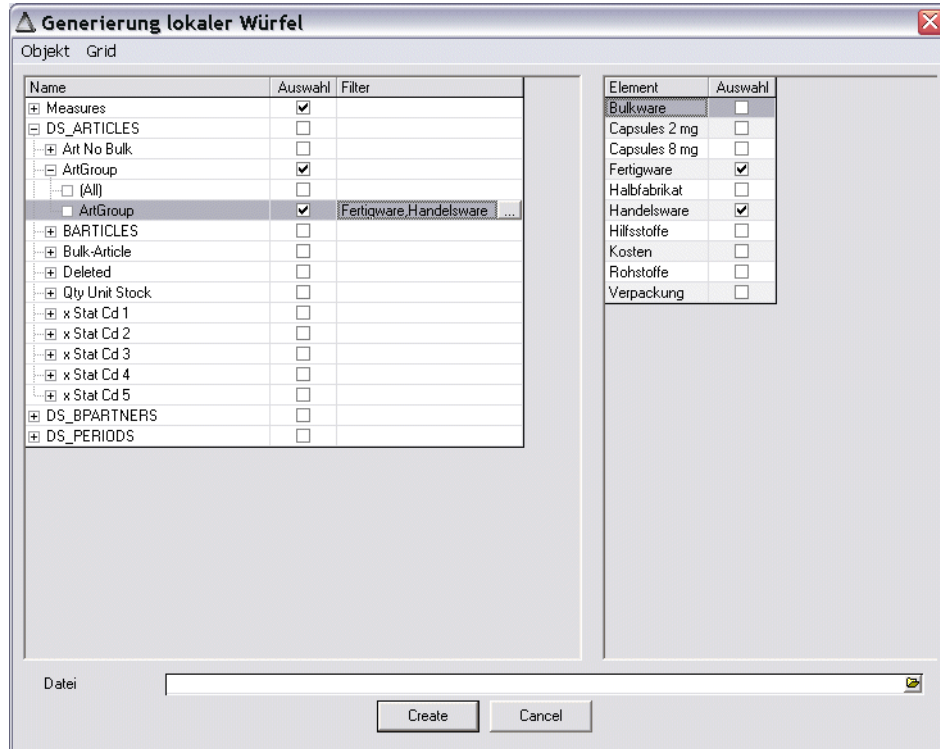 Generierung lokaler Würfel
Objekt Grid
Name Auswahl Filter
Measures
DS_ARTICLES
Art No Bulk
ArtGroup
(All)
ArtGroup Fertigware,Handelsware ...
BARTICLES
Bulk-Article
Deleted
Qty Unit Stock
x Stat Cd 1
x Stat Cd 2
x Stat Cd 3
x Stat Cd 4
x Stat Cd 5
DS_BPARTNERS
DS_PERIODS
Element Auswahl
Bulkware
Capsules 2 mg
Capsules 8 mg
Fertigware
Halbfabrikat
Handelsware
Hilfsstoffe
Kosten
Rohstoffe
Verpackung
Datei
Create Cancel